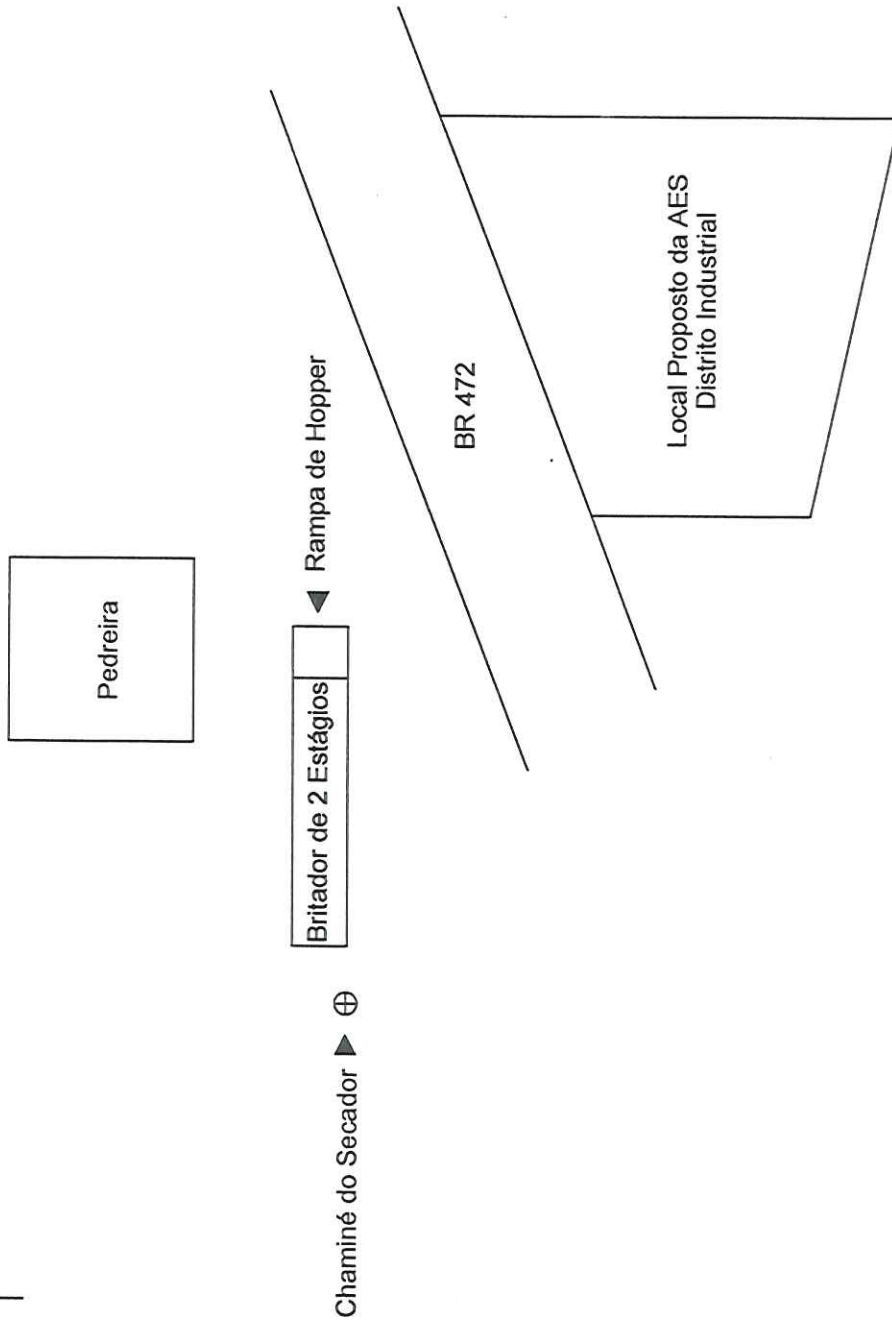 Pedreira
Chaminé do Secador
Britador de 2 Estágios
Rampa de Hopper
BR 472
Local Proposto da AES
Distrito Industrial